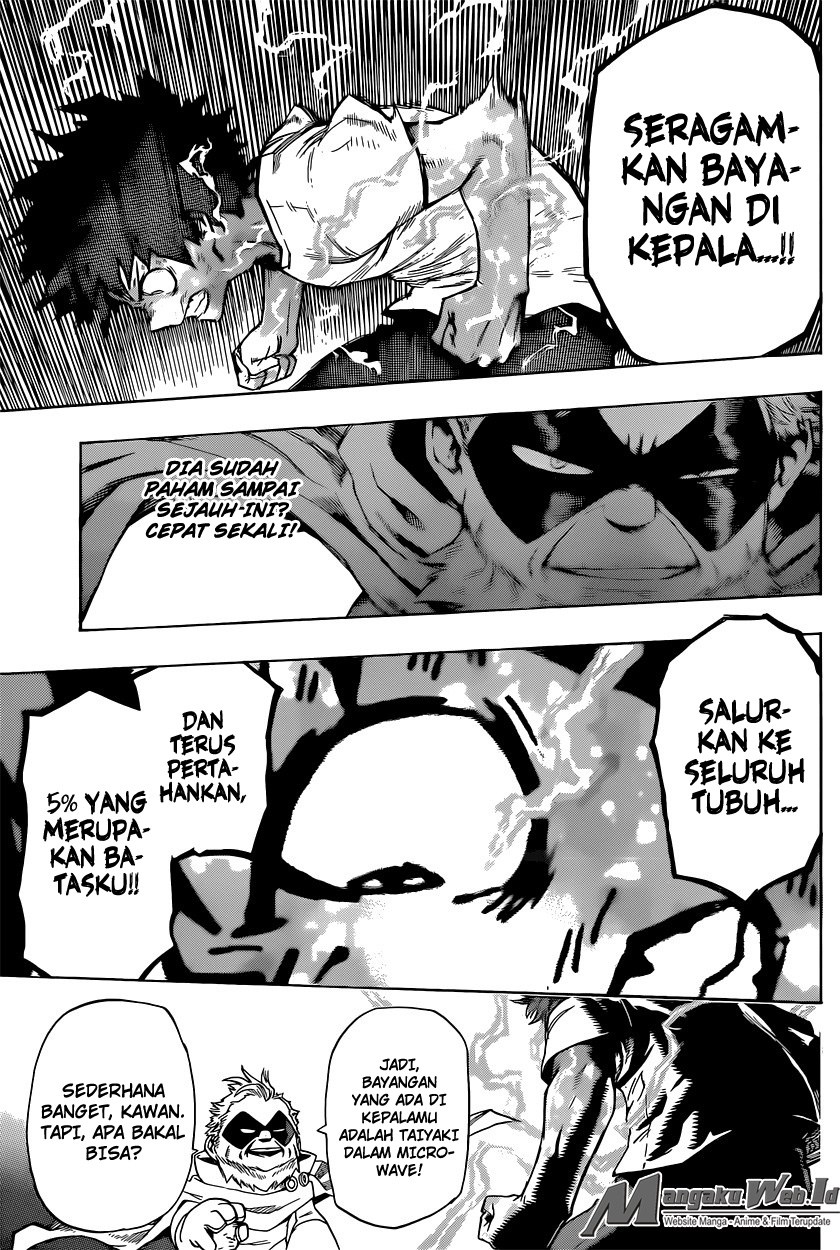 SERAGAM-
KAN BAYA-
NGAN DI
KEPALA...!!
DIA SUDAH
PAHAM SAMPAI
SEJAUH INI?
CEPAT SEKALI!
SALUR-
KAN KE
SELURUH
TUBUH...
DAN
TERUS
PERTA-
HANKAN,
5% YANG
MERUPA-
KAN BA-
TASKU!!
JADI,
BAYANGAN
YANG ADA DI
KEPALAMU
ADALAH TAIYAKI
DALAM MICRO-
WAVE!
SEDERHANA
BANGET, KAWAN.
TAPI, APA BAKAL
BISA?
Mangaku Web.Id
Website Manga - Anime & Film Terupdate